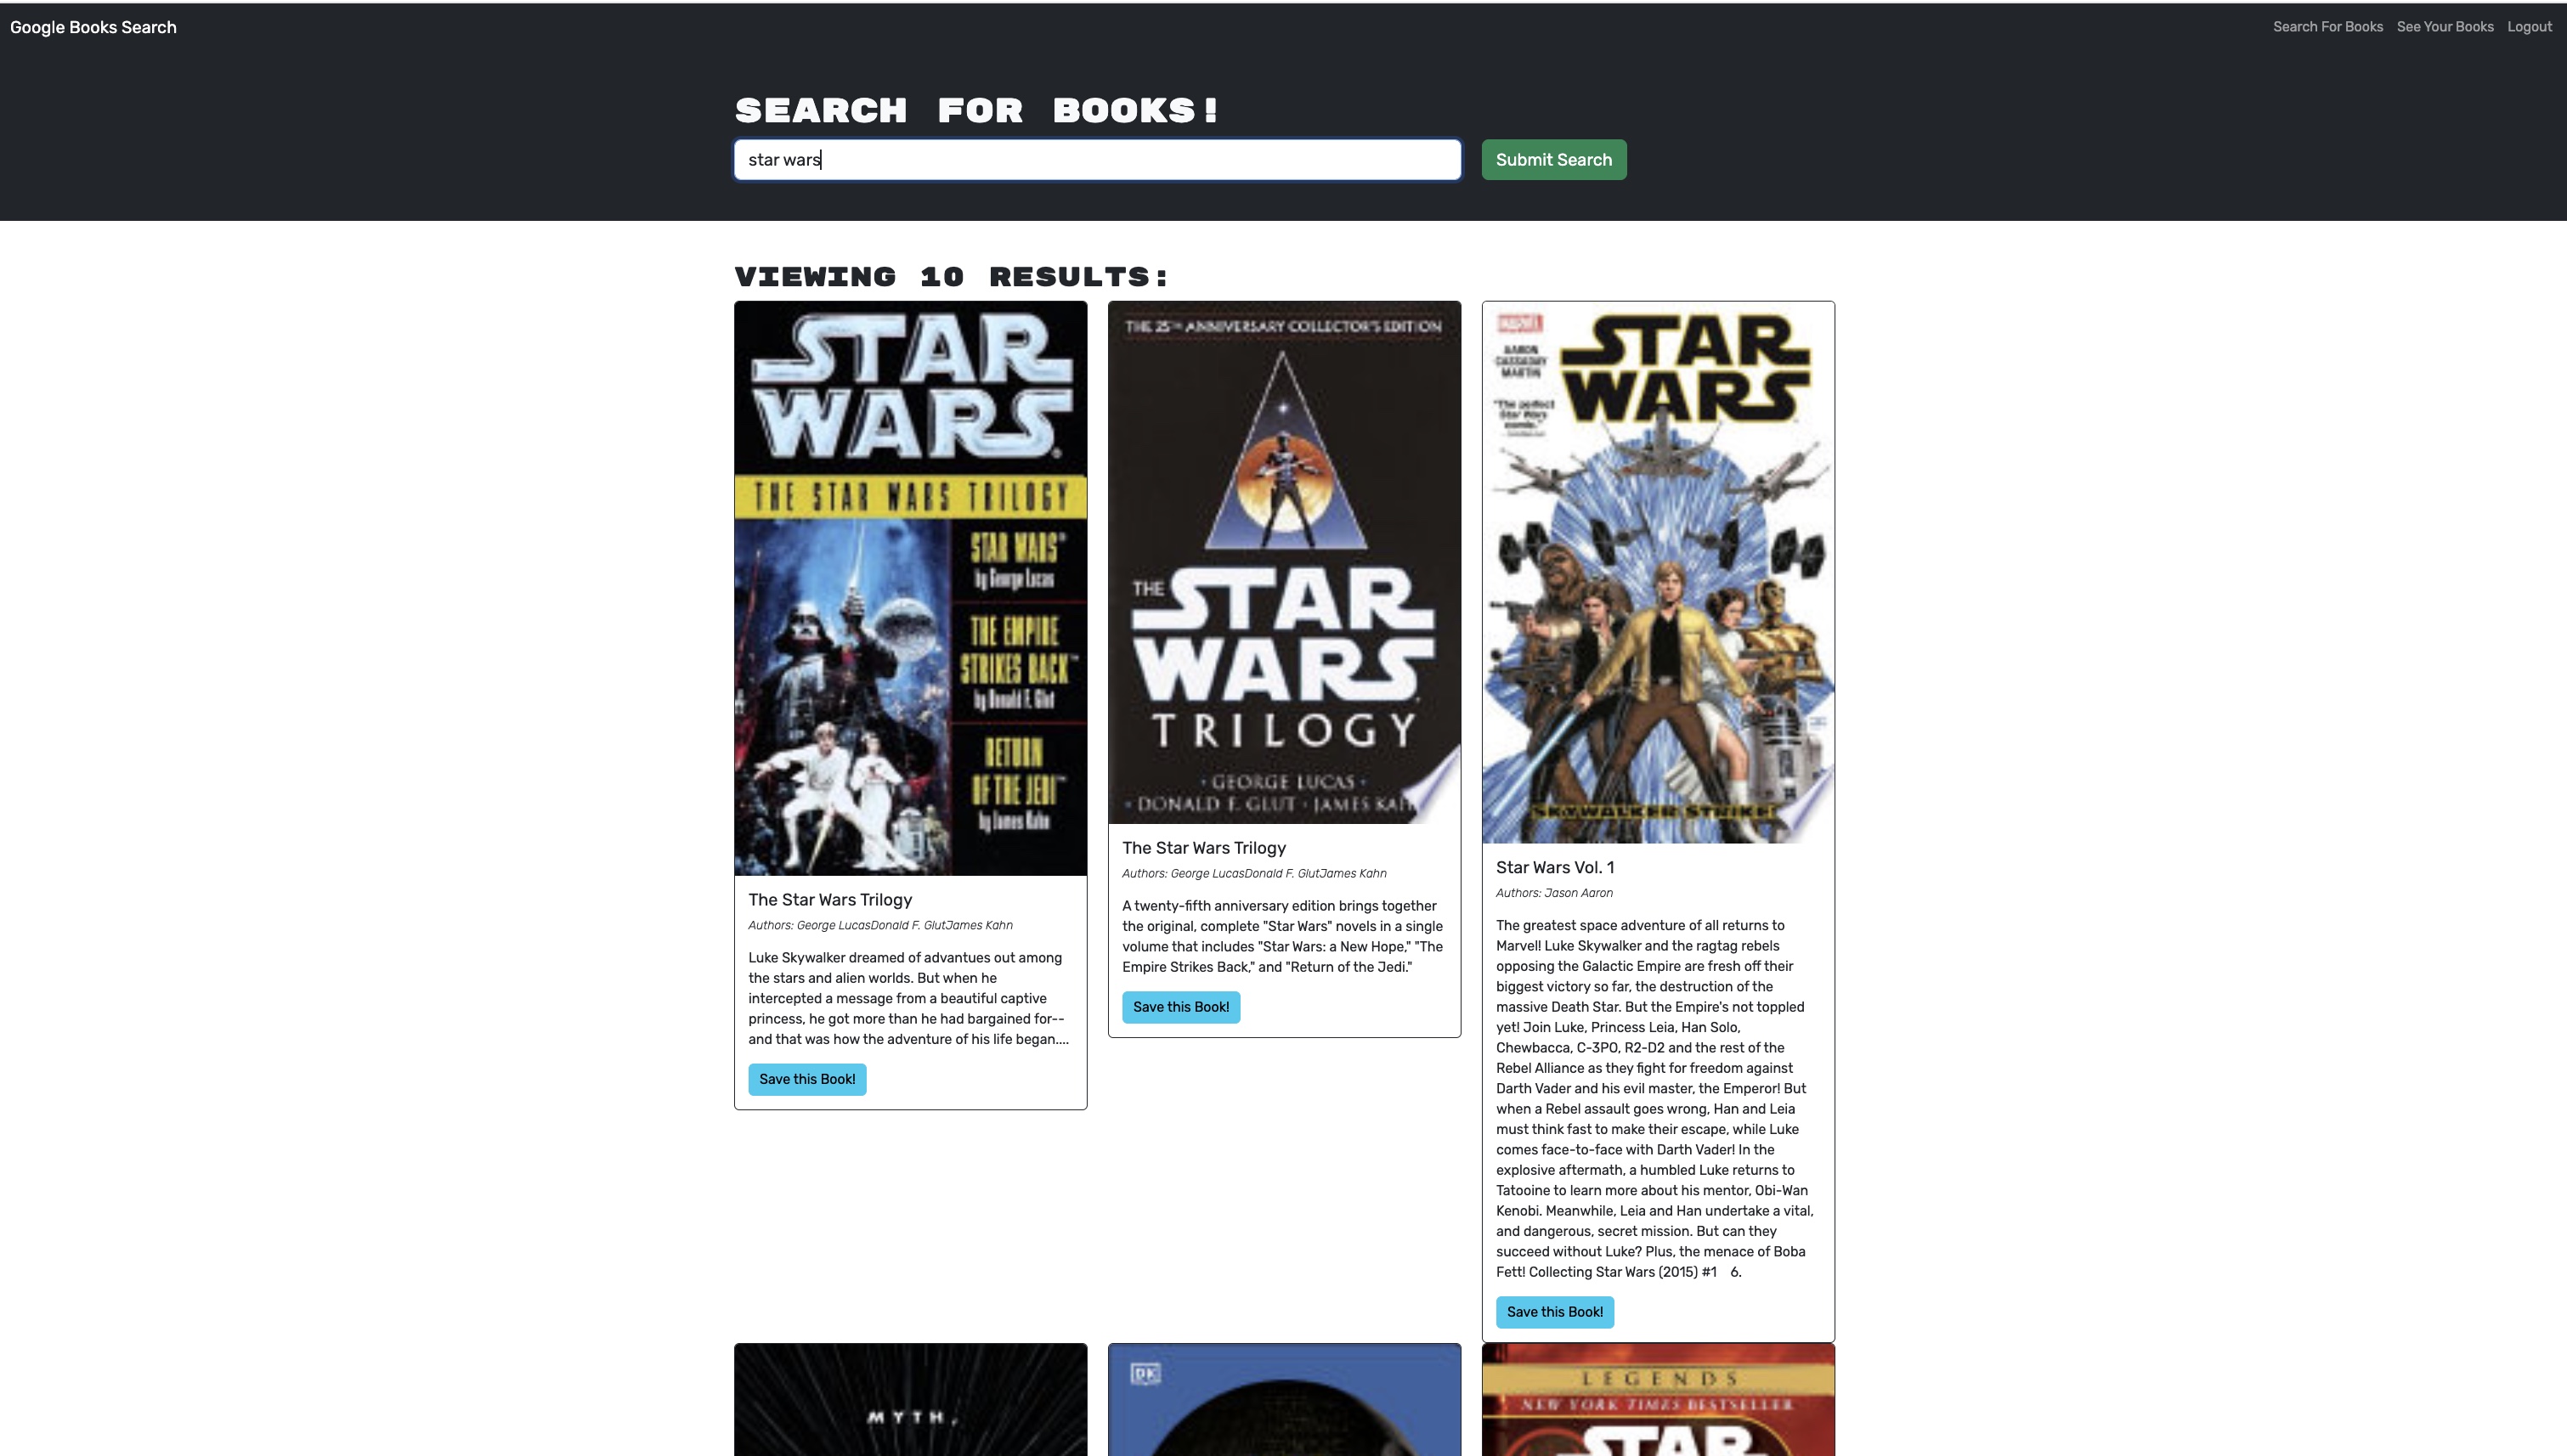 Google Books Search
Search For Books
See Your Books
Logout
SEARCH FOR BOOKS!
star wars
Submit Search
VIEWING 10 RESULTS:
STAR
WARS
THE STAR WARS TRILOGY
STAR WARS™
by George Lucas
THE EMPIRE
STRIKES BACK™
by Donald F. Glut
RETURN
OF THE JEDI™
by James Kahn
The Star Wars Trilogy
Authors: George LucasDonald F. GlutJames Kahn
Luke Skywalker dreamed of advantues out among
the stars and alien worlds. But when he
intercepted a message from a beautiful captive
princess, he got more than he had bargained for--
and that was how the adventure of his life began....
Save this Book!
THE 25TH ANNIVERSARY COLLECTOR'S EDITION
THE
STAR
WARS
TRILOGY
• GEORGE LUCAS •
• DONALD F. GLUT • JAMES KAH
The Star Wars Trilogy
Authors: George LucasDonald F. GlutJames Kahn
A twenty-fifth anniversary edition brings together
the original, complete "Star Wars" novels in a single
volume that includes "Star Wars: a New Hope," "The
Empire Strikes Back," and "Return of the Jedi."
Save this Book!
MARVEL
AARON
CASSADAY
MARTIN
STAR
WARS
"The perfect
Star Wars
comic."
SKYWALKER STRIKE
Star Wars Vol. 1
Authors: Jason Aaron
The greatest space adventure of all returns to
Marvel! Luke Skywalker and the ragtag rebels
opposing the Galactic Empire are fresh off their
biggest victory so far, the destruction of the
massive Death Star. But the Empire's not toppled
yet! Join Luke, Princess Leia, Han Solo,
Chewbacca, C-3PO, R2-D2 and the rest of the
Rebel Alliance as they fight for freedom against
Darth Vader and his evil master, the Emperor! But
when a Rebel assault goes wrong, Han and Leia
must think fast to make their escape, while Luke
comes face-to-face with Darth Vader! In the
explosive aftermath, a humbled Luke returns to
Tatooine to learn more about his mentor, Obi-Wan
Kenobi. Meanwhile, Leia and Han undertake a vital,
and dangerous, secret mission. But can they
succeed without Luke? Plus, the menace of Boba
Fett! Collecting Star Wars (2015) #1 6.
Save this Book!
MYTH,
DK
LEGENDS
NEW YORK TIMES BESTSELLER
STAR